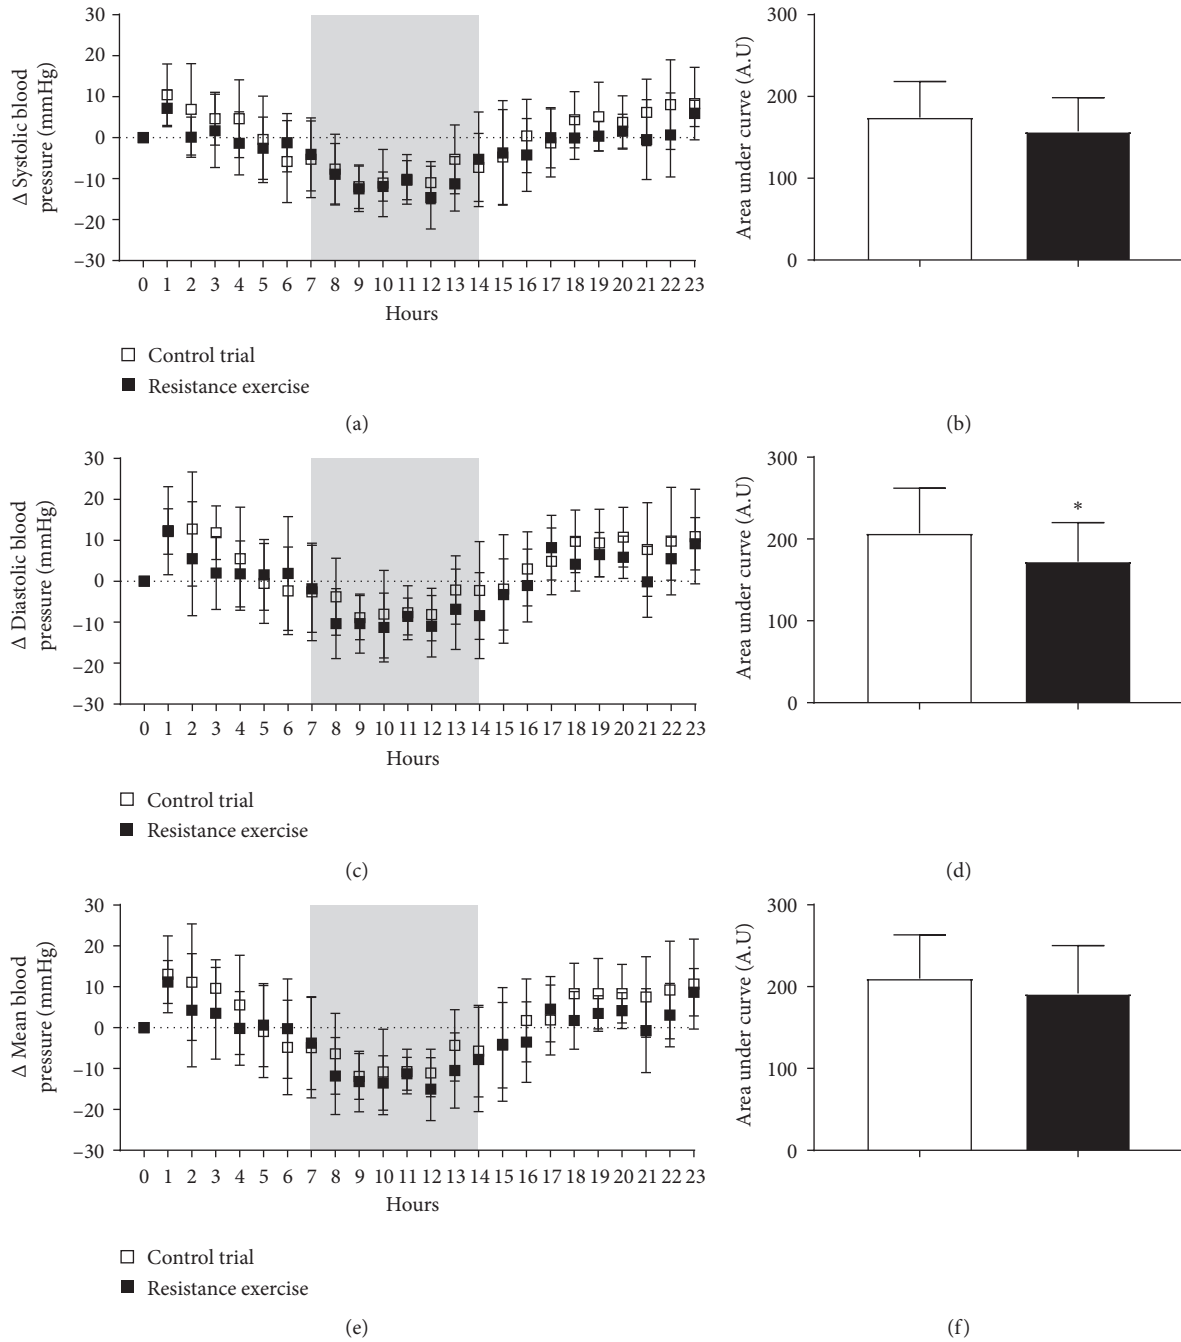 30
20
10
0
−10
−20
−30
Δ Systolic blood
pressure (mmHg)
0 1 2 3 4 5 6 7 8 9 10 11 12 13 14 15 16 17 18 19 20 21 22 23
Hours
Control trial
Resistance exercise
(a)
300
200
100
0
Area under curve (A.U)
(b)
30
20
10
0
−10
−20
−30
Δ Diastolic blood
pressure (mmHg)
0 1 2 3 4 5 6 7 8 9 10 11 12 13 14 15 16 17 18 19 20 21 22 23
Hours
Control trial
Resistance exercise
(c)
300
200
100
0
Area under curve (A.U)
*
(d)
30
20
10
0
−10
−20
−30
Δ Mean blood
pressure (mmHg)
0 1 2 3 4 5 6 7 8 9 10 11 12 13 14 15 16 17 18 19 20 21 22 23
Hours
Control trial
Resistance exercise
(e)
300
200
100
0
Area under curve (A.U)
(f)